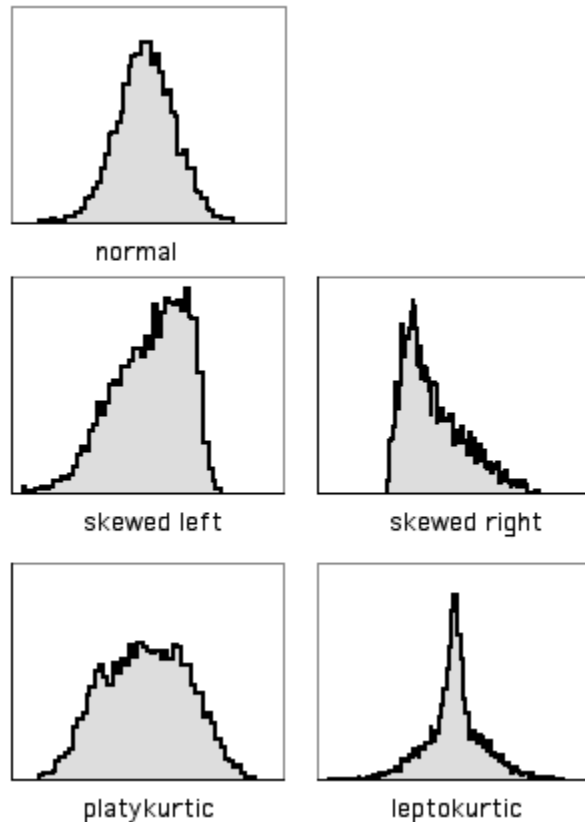 normal
skewed left
skewed right
platykurtic
leptokurtic